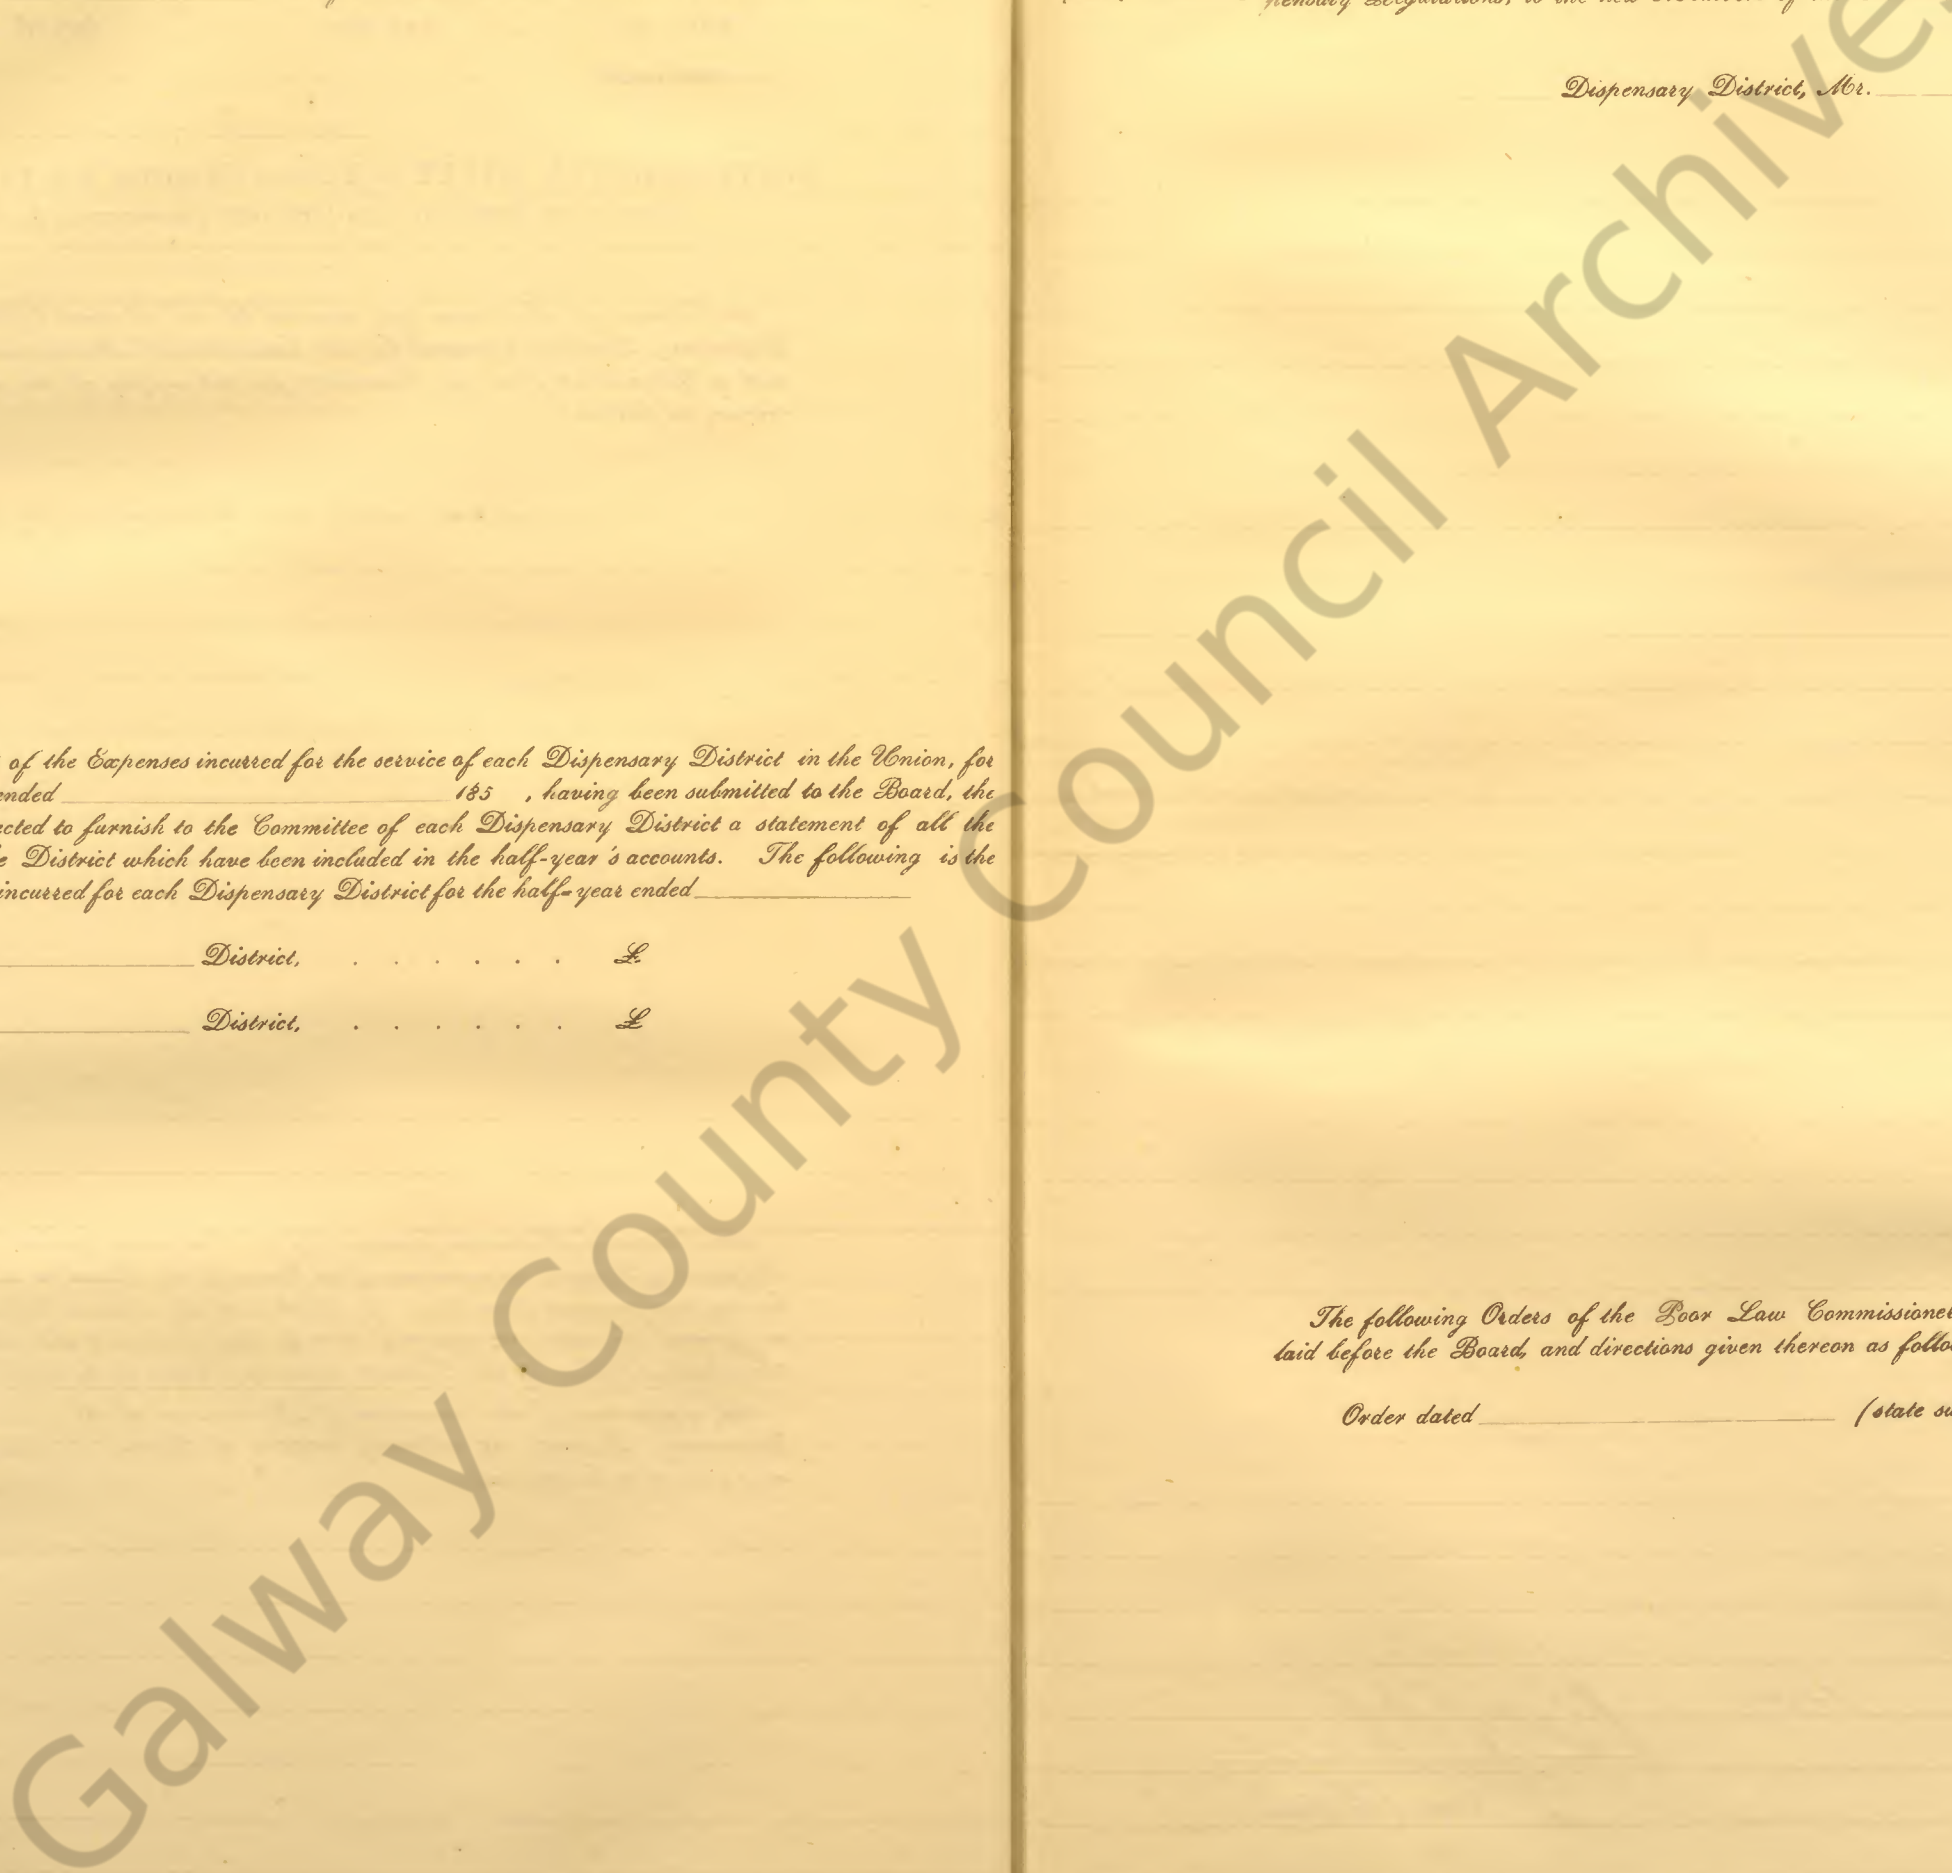 of the Expenses incurred for the service of each Dispensary District in the Union, for
ended 185 , having been submitted to the Board, the
cted to furnish to the Committee of each Dispensary District a statement of all the
e District which have been included in the half-year's accounts. The following is the
incurred for each Dispensary District for the half-year ended
District, . . . . . . £
District, . . . . . . £
Dispensary District, Mr.
The following Orders of the Poor Law Commissioner
laid before the Board, and directions given thereon as follo
Order dated (state su
Galway County Council Archive